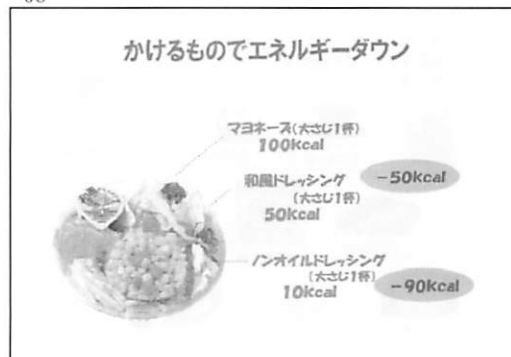 かけるものでエネルギーダウン
マヨネーズ(大さじ1杯)
100kcal
和風ドレッシング
(大さじ1杯)
50kcal
-50kcal
ノンオイルドレッシング
(大さじ1杯)
10kcal
-90kcal